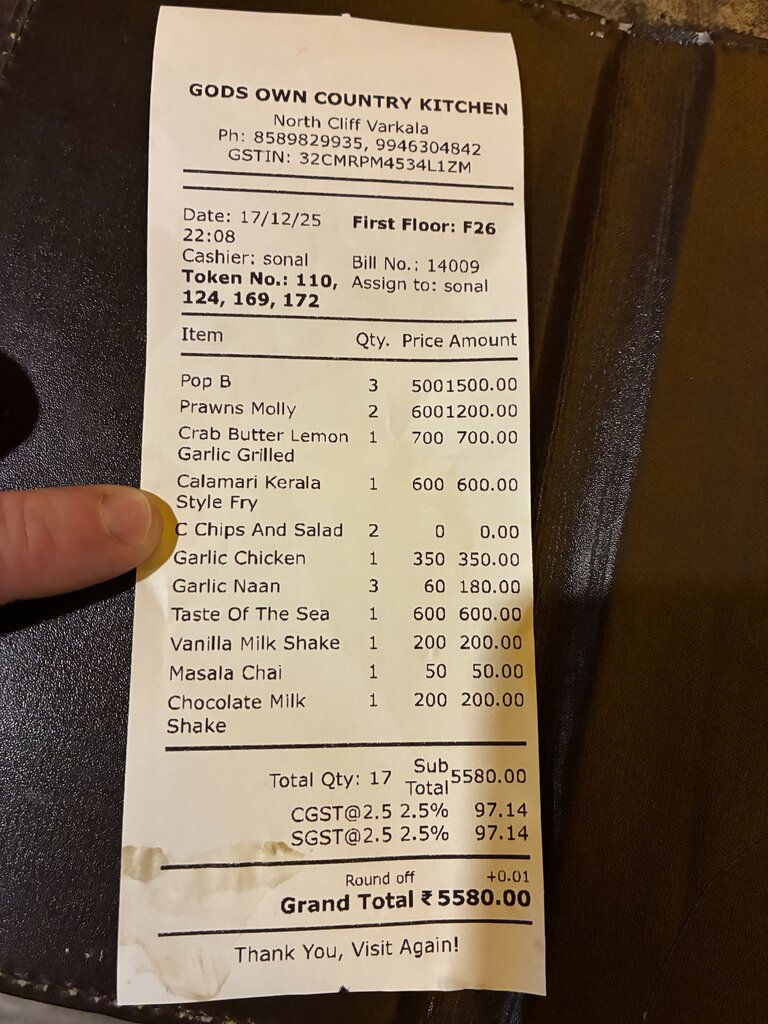 GODS OWN COUNTRY KITCHEN
North Cliff Varkala
Ph: 8589829935, 9946304842
GSTIN: 32CMRPM4534L1ZM
Date: 17/12/25 First Floor: F26
22:08
Cashier: sonal Bill No.: 14009
Token No.: 110, Assign to: sonal
124, 169, 172
Item Qty. Price Amount
Pop B 3 500 1500.00
Prawns Molly 2 600 1200.00
Crab Butter Lemon 1 700 700.00
Garlic Grilled
Calamari Kerala 1 600 600.00
Style Fry
C Chips And Salad 2 0 0.00
Garlic Chicken 1 350 350.00
Garlic Naan 3 60 180.00
Taste Of The Sea 1 600 600.00
Vanilla Milk Shake 1 200 200.00
Masala Chai 1 50 50.00
Chocolate Milk 1 200 200.00
Shake
Total Qty: 17 Sub Total 5580.00
CGST@2.5 2.5% 97.14
SGST@2.5 2.5% 97.14
Round off +0.01
Grand Total ₹ 5580.00
Thank You, Visit Again!